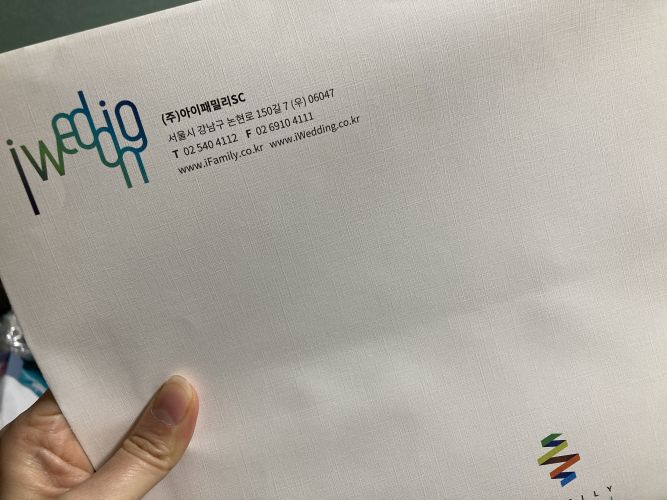 iwedding
(주)아이패밀리SC
서울시 강남구 논현로 150길 7 (우) 06047
T 02 540 4112 F 02 6910 4111
www.iFamily.co.kr www.iWedding.co.kr